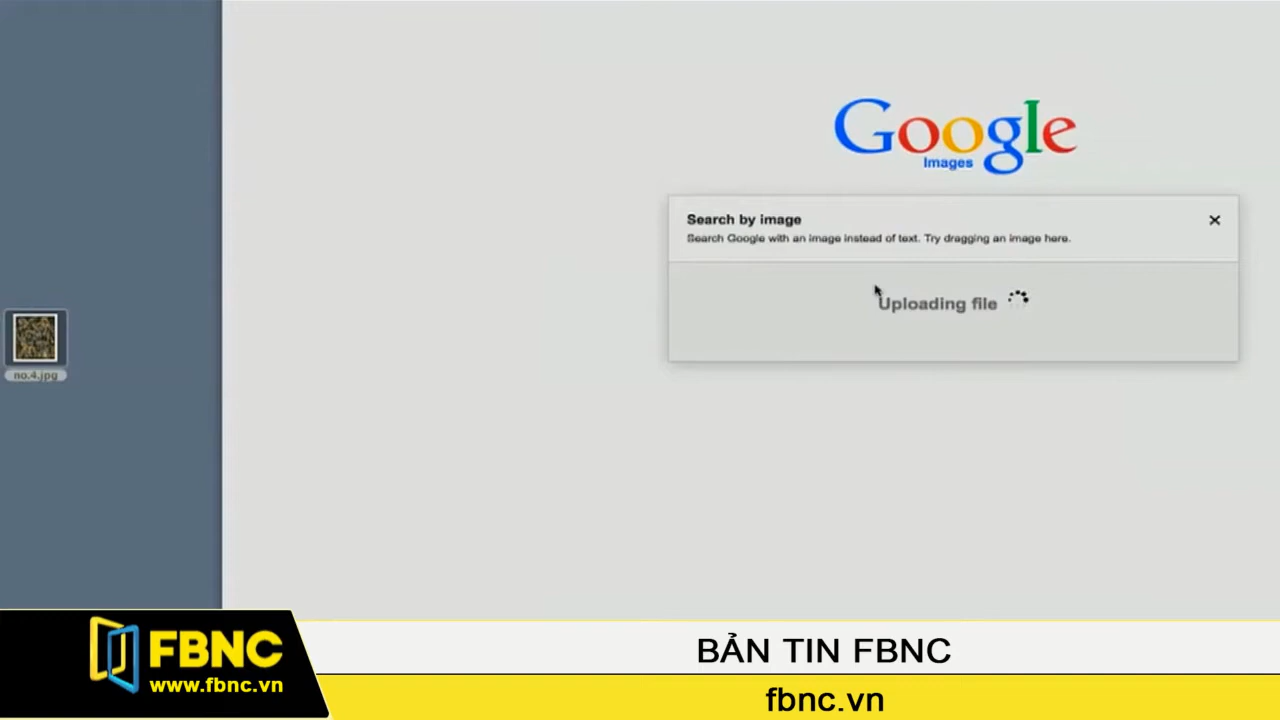 Google
Images
Search by image
Search Google with an image instead of text. Try dragging an image here.
Uploading file
no.4.jpg
FBNC
www.fbnc.vn
BẢN TIN FBNC
fbnc.vn